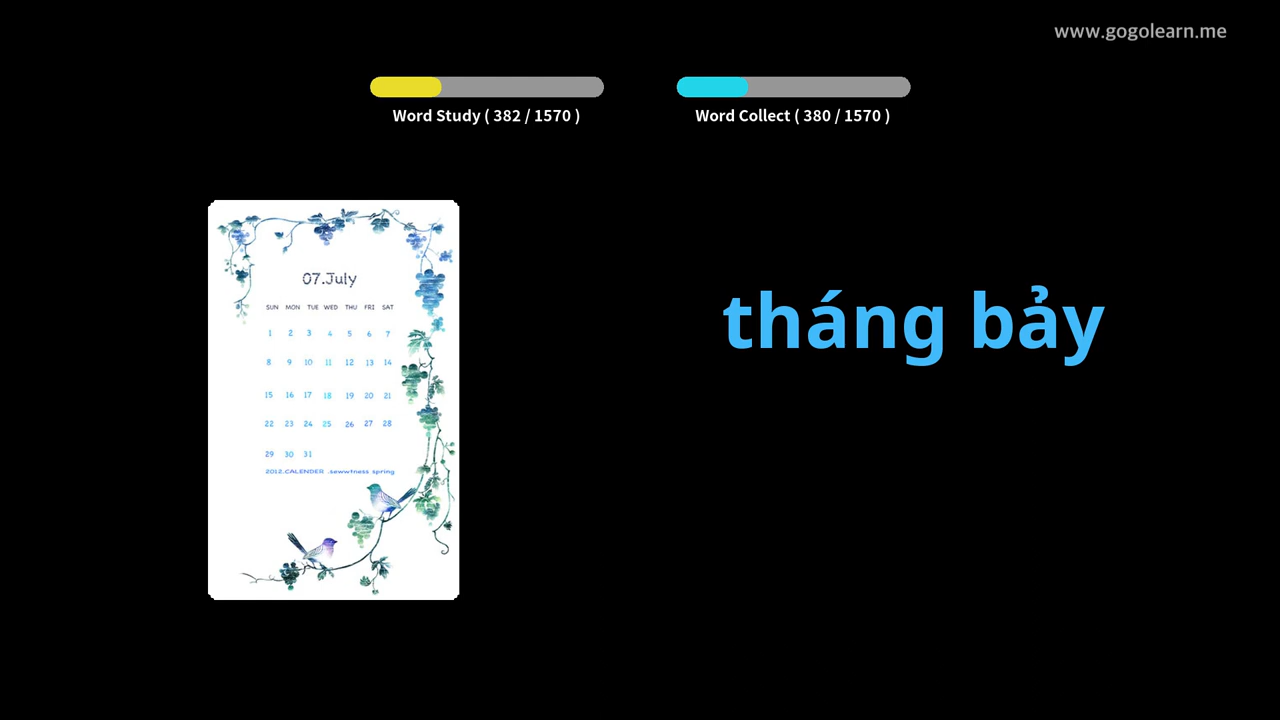 www.gogolearn.me
Word Study ( 382 / 1570 )
Word Collect ( 380 / 1570 )
07.July
SUN MON TUE WED THU FRI SAT
1 2 3 4 5 6 7
8 9 10 11 12 13 14
15 16 17 18 19 20 21
22 23 24 25 26 27 28
29 30 31
2012.CALENDER .sewwtness spring
tháng bảy